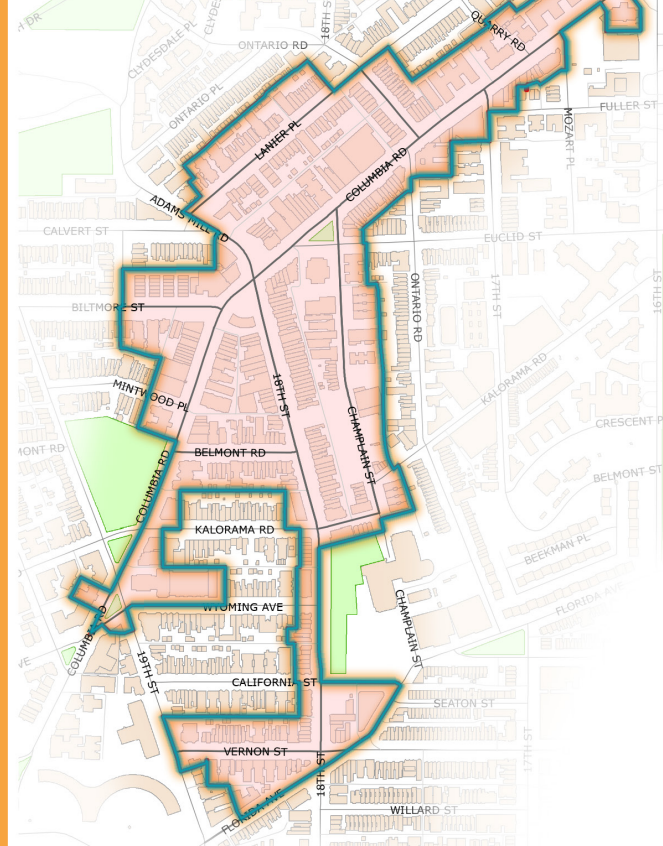 18TH S
QUARRY RD
CLYDE
CLYDESDALE PL
ONTARIO RD
ONTARIO PL
FULLER ST
MOZART PL
LANIER PL
COLUMBIA RD
ADAMS MILL RD
CALVERT ST
EUCLID ST
ONTARIO RD
17TH ST
16TH ST
BILTMORE ST
KALORAMA RD
18TH ST
MINTWOOD PL
CHAMPLAIN ST
CRESCENT P
MONT RD
BELMONT RD
BELMONT ST
COLUMBIA RD
KALORAMA RD
BEEKMAN PL
FLORIDA AVE
WYOMING AVE
CHAMPLAIN ST
COLUMBIA RD
19TH ST
VE
CALIFORNIA ST
SEATON ST
17TH ST
VERNON ST
18TH ST
FLORIDA AVE
WILLARD ST